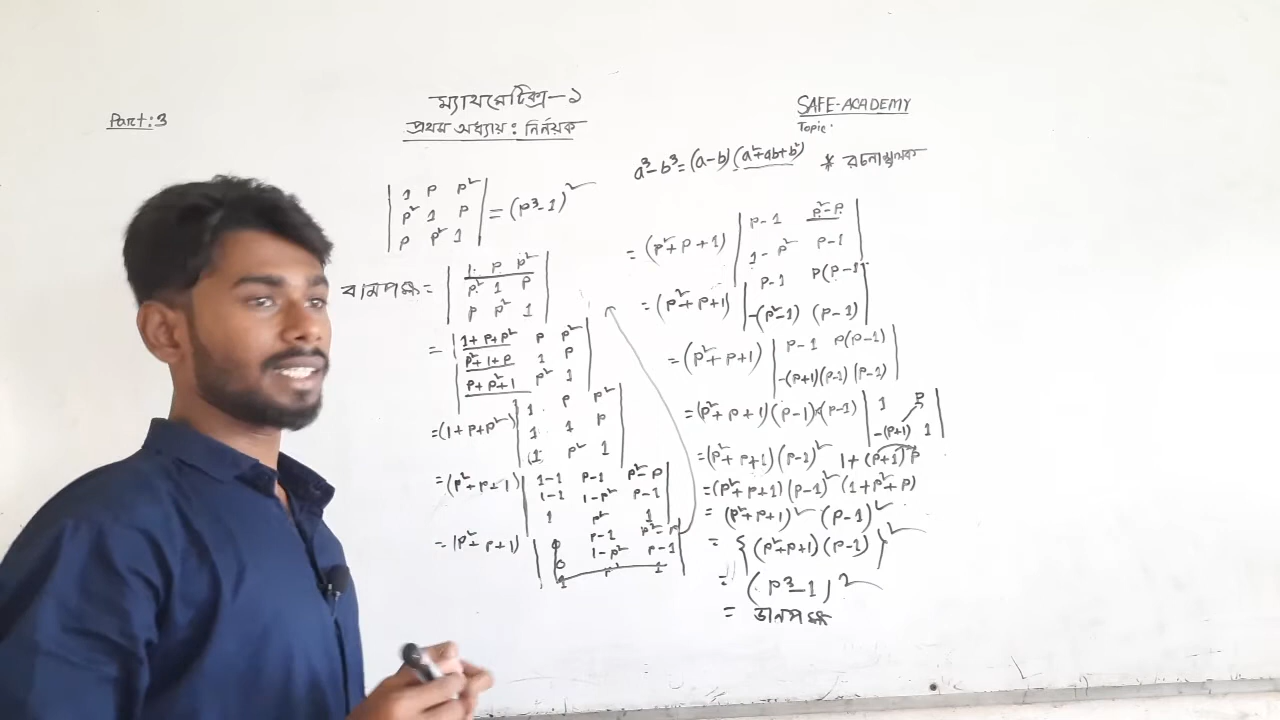 Part:3
ম্যাথমেটিক্স-১
প্রথম অধ্যায়: নির্নয়ক
SAFE-ACADEMY
Topic:
a³-b³=(a-b)(a²+ab+b²) * রচনামূলক
| 1 P P² |
| P² 1 P | = (P³-1)²
| P P² 1 |
বামপক্ষ = | 1 P P² |
| P² 1 P |
| P P² 1 |
= | 1+P+P² P P² |
| P²+1+P 1 P |
| P+P²+1 P² 1 |
=(1+P+P²) | 1 P P² |
| 1 1 P |
| 1 P² 1 |
=(P²+P+1) | 1-1 P-1 P²-P |
| 1-1 1-P² P-1 |
| 1 P² 1 |
=(P²+P+1) | 0 P-1 P²-P |
| 0 1-P² P-1 |
| 1 P² 1 |
=(P²+P+1) | P-1 P²-P |
| 1-P² P-1 |
=(P²+P+1) | P-1 P(P-1) |
| -(P²-1) (P-1) |
=(P²+P+1) | P-1 P(P-1) |
| -(P+1)(P-1) (P-1) |
=(P²+P+1)(P-1)(P-1) | 1 P |
| -(P+1) 1 |
=(P²+P+1)(P-1)² 1+(P+1)P
=(P²+P+1)(P-1)² (1+P²+P)
= (P²+P+1)² (P-1)²
= {(P²+P+1)(P-1)}²
= (P³-1)²
= ডানপক্ষ